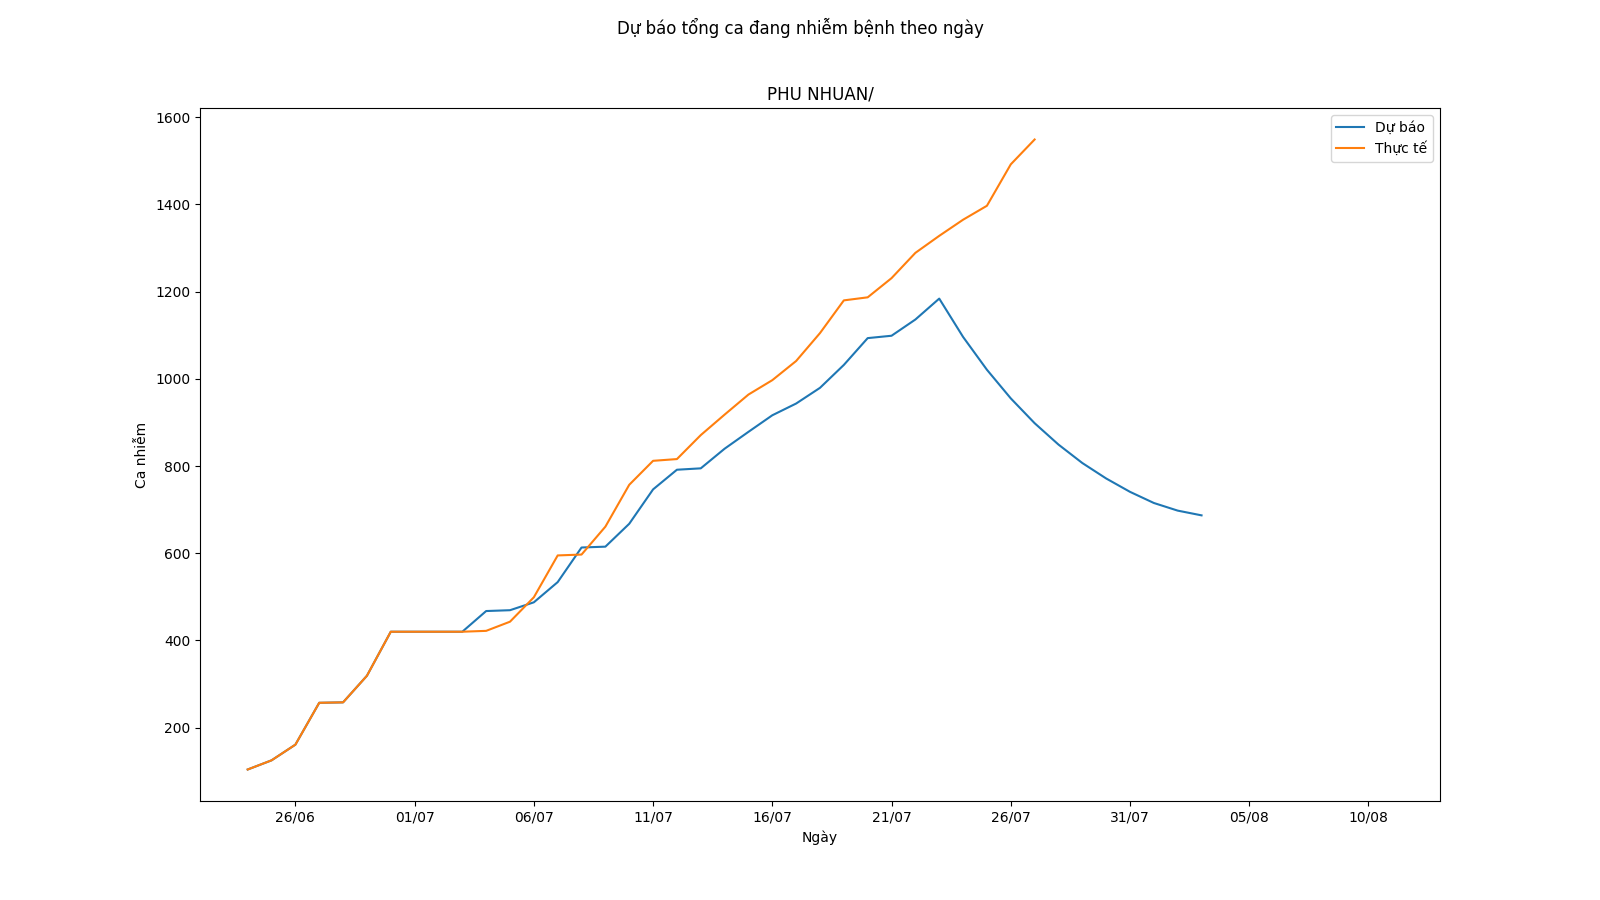 Dự báo tổng ca đang nhiễm bệnh theo ngày
PHU NHUAN/
Dự báo
Thực tế
1600
1400
1200
1000
800
600
400
200
Ca nhiễm
26/06 01/07 06/07 11/07 16/07 21/07 26/07 31/07 05/08 10/08
Ngày